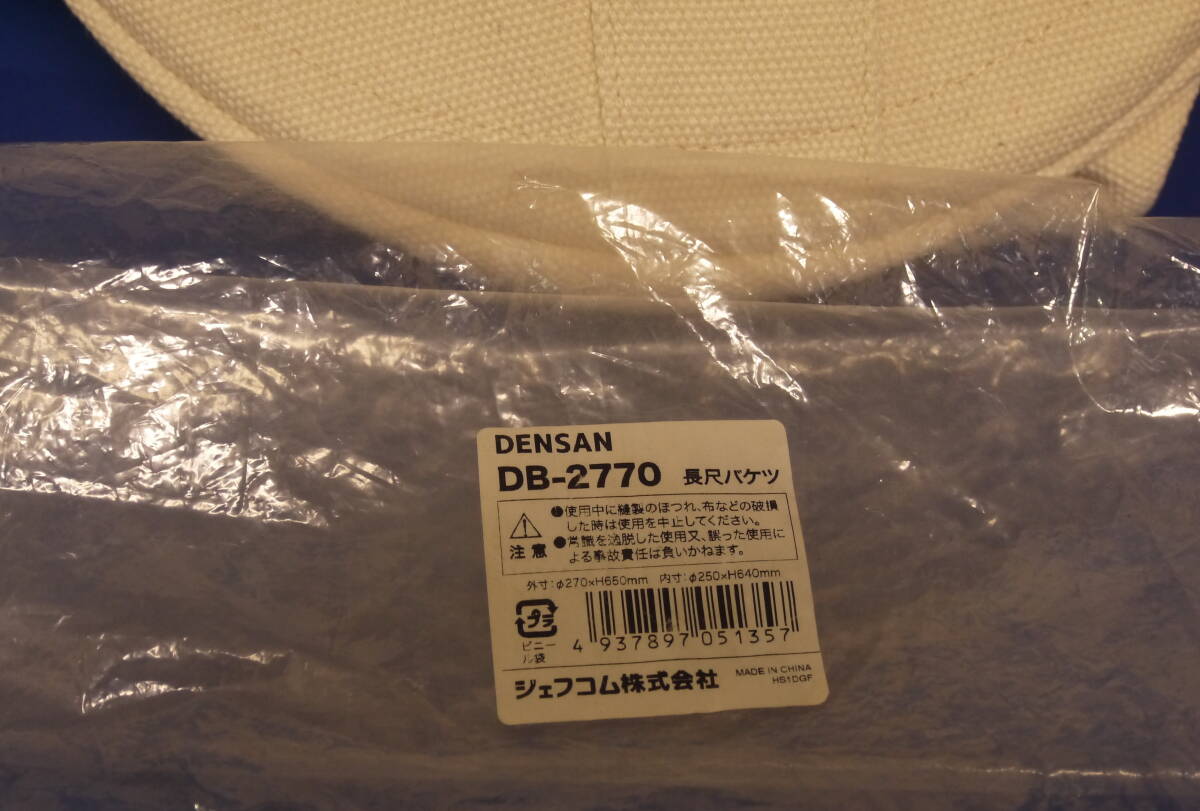 DENSAN
DB-2770 長尺バケツ
注意
●使用中に縫製のほつれ、布などの破損
した時は使用を中止してください。
●常識を逸脱した使用又、誤った使用に
よる事故責任は負いかねます。
外寸:φ270×H650mm 内寸:φ250×H640mm
プラ
ビニー
ル袋
4 937897 051357
ジェフコム株式会社
MADE IN CHINA
HS1DGF